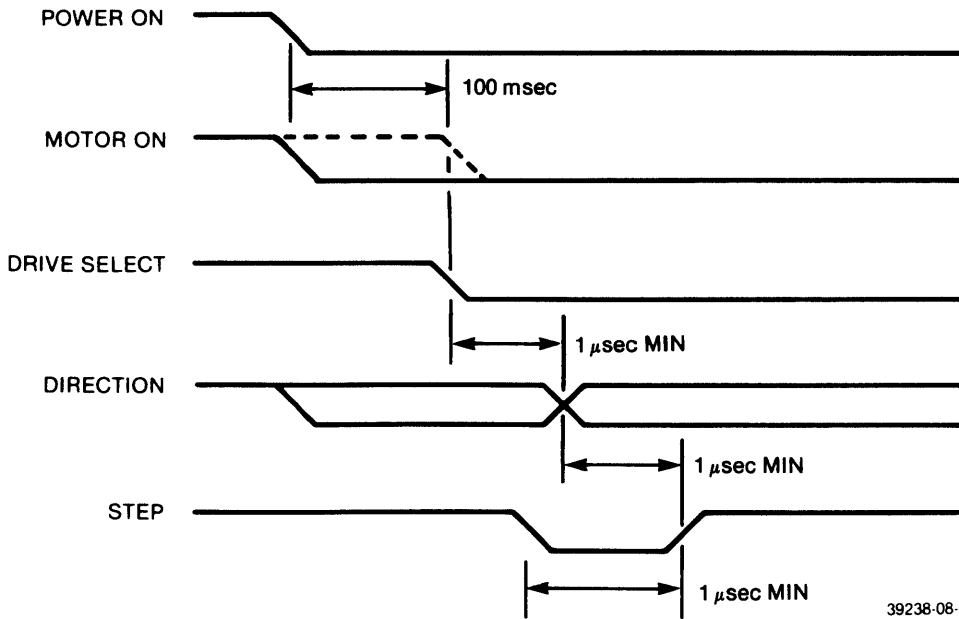 POWER ON
100 msec
MOTOR ON
DRIVE SELECT
1 μsec MIN
DIRECTION
1 μsec MIN
STEP
1 μsec MIN
39238-08-